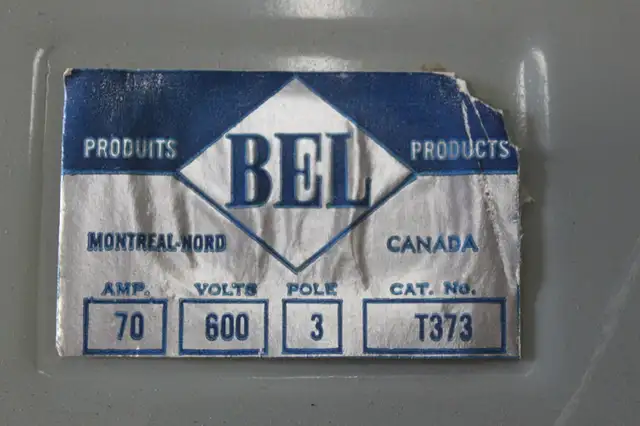 PRODUITS BEL PRODUCTS
MONTREAL-NORD CANADA
AMP. VOLTS POLE CAT. No.
70 600 3 T373